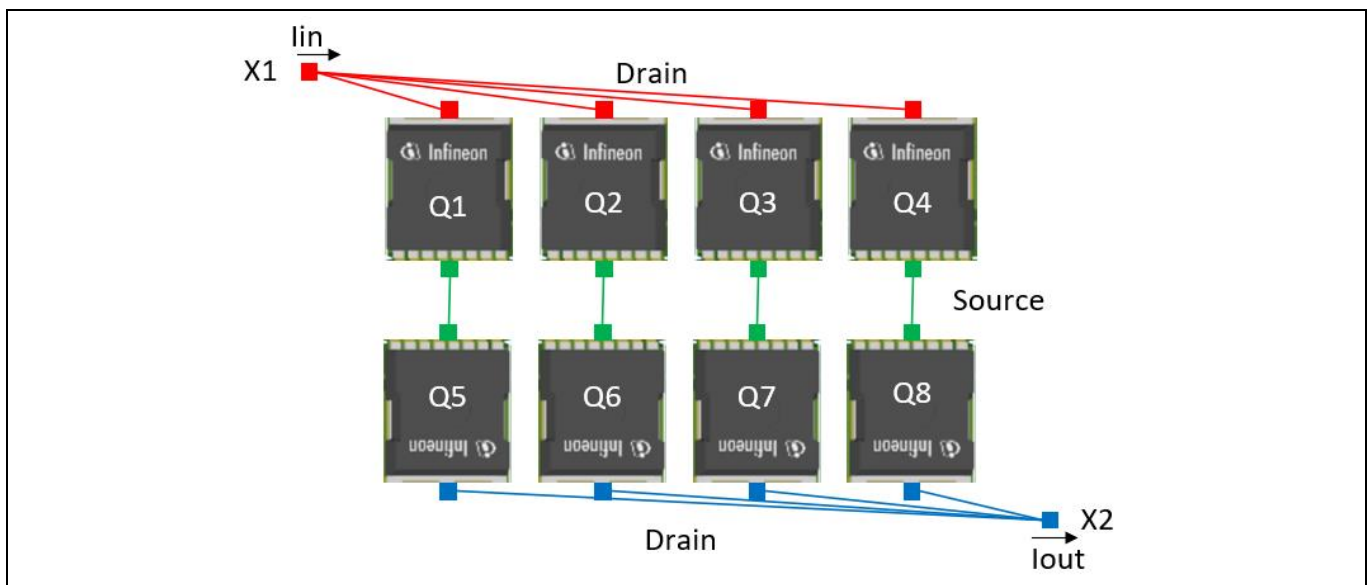 Iin
X1
Drain
Infineon Infineon Infineon Infineon
Q1 Q2 Q3 Q4
Source
Q5 Q6 Q7 Q8
Infineon Infineon Infineon Infineon
X2
Drain
Iout